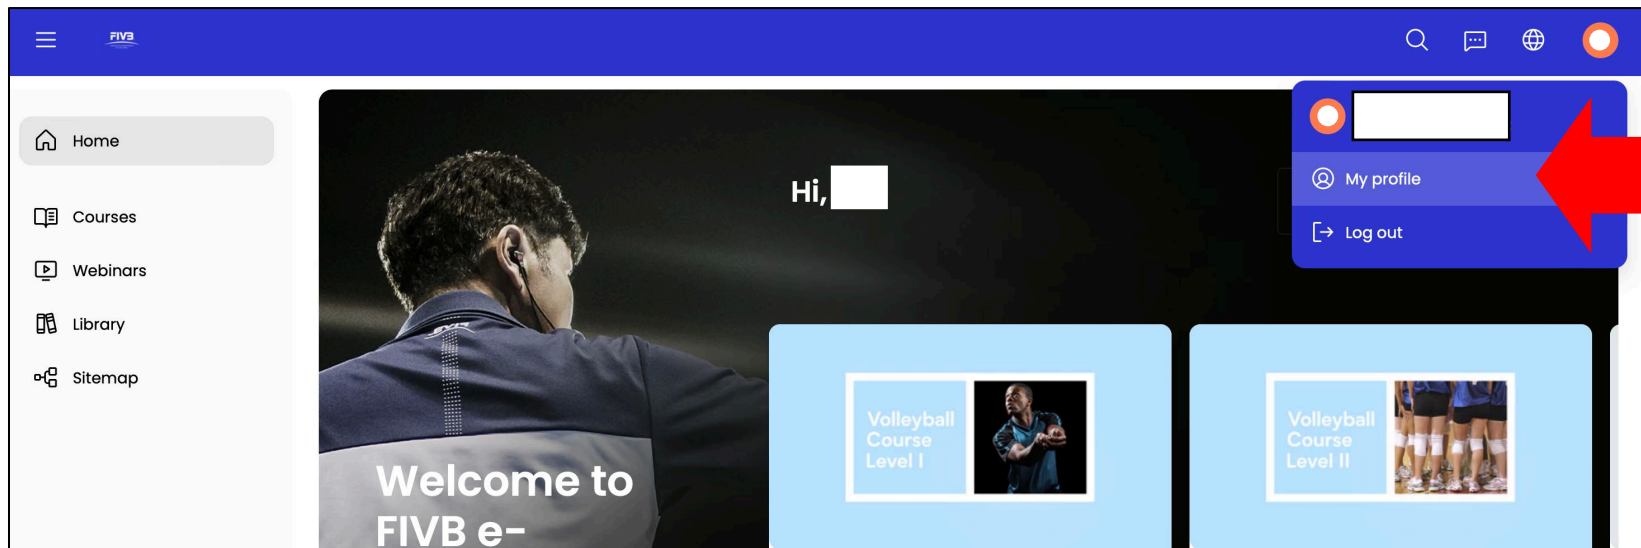 FIVB
Home
Courses
Webinars
Library
Sitemap
Hi,
My profile
Log out
Welcome to
FIVB e-
Volleyball
Course
Level I
Volleyball
Course
Level II